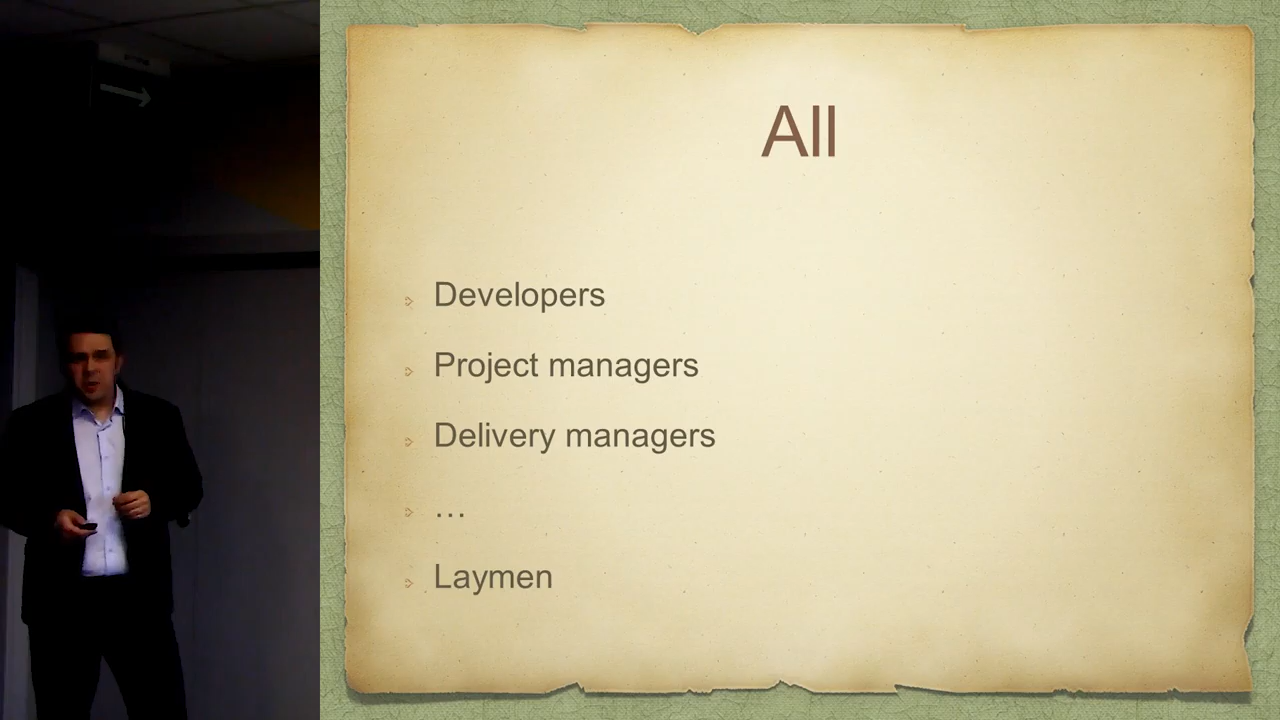 All
Developers
Project managers
Delivery managers
…
Laymen